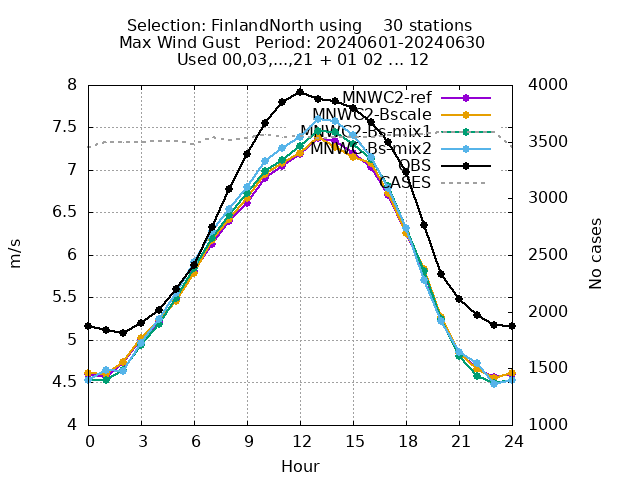 Selection: FinlandNorth using    30 stations
Max Wind Gust   Period: 20240601-20240630
Used 00,03,...,21 + 01 02 ... 12
MNWC2-ref
MNWC2-Bscale
MNWC2-Bs-mix1
MNWC2-Bs-mix2
OBS
CASES
8
7.5
7
6.5
6
5.5
5
4.5
4
4000
3500
3000
2500
2000
1500
1000
m/s
No cases
0 3 6 9 12 15 18 21 24
Hour